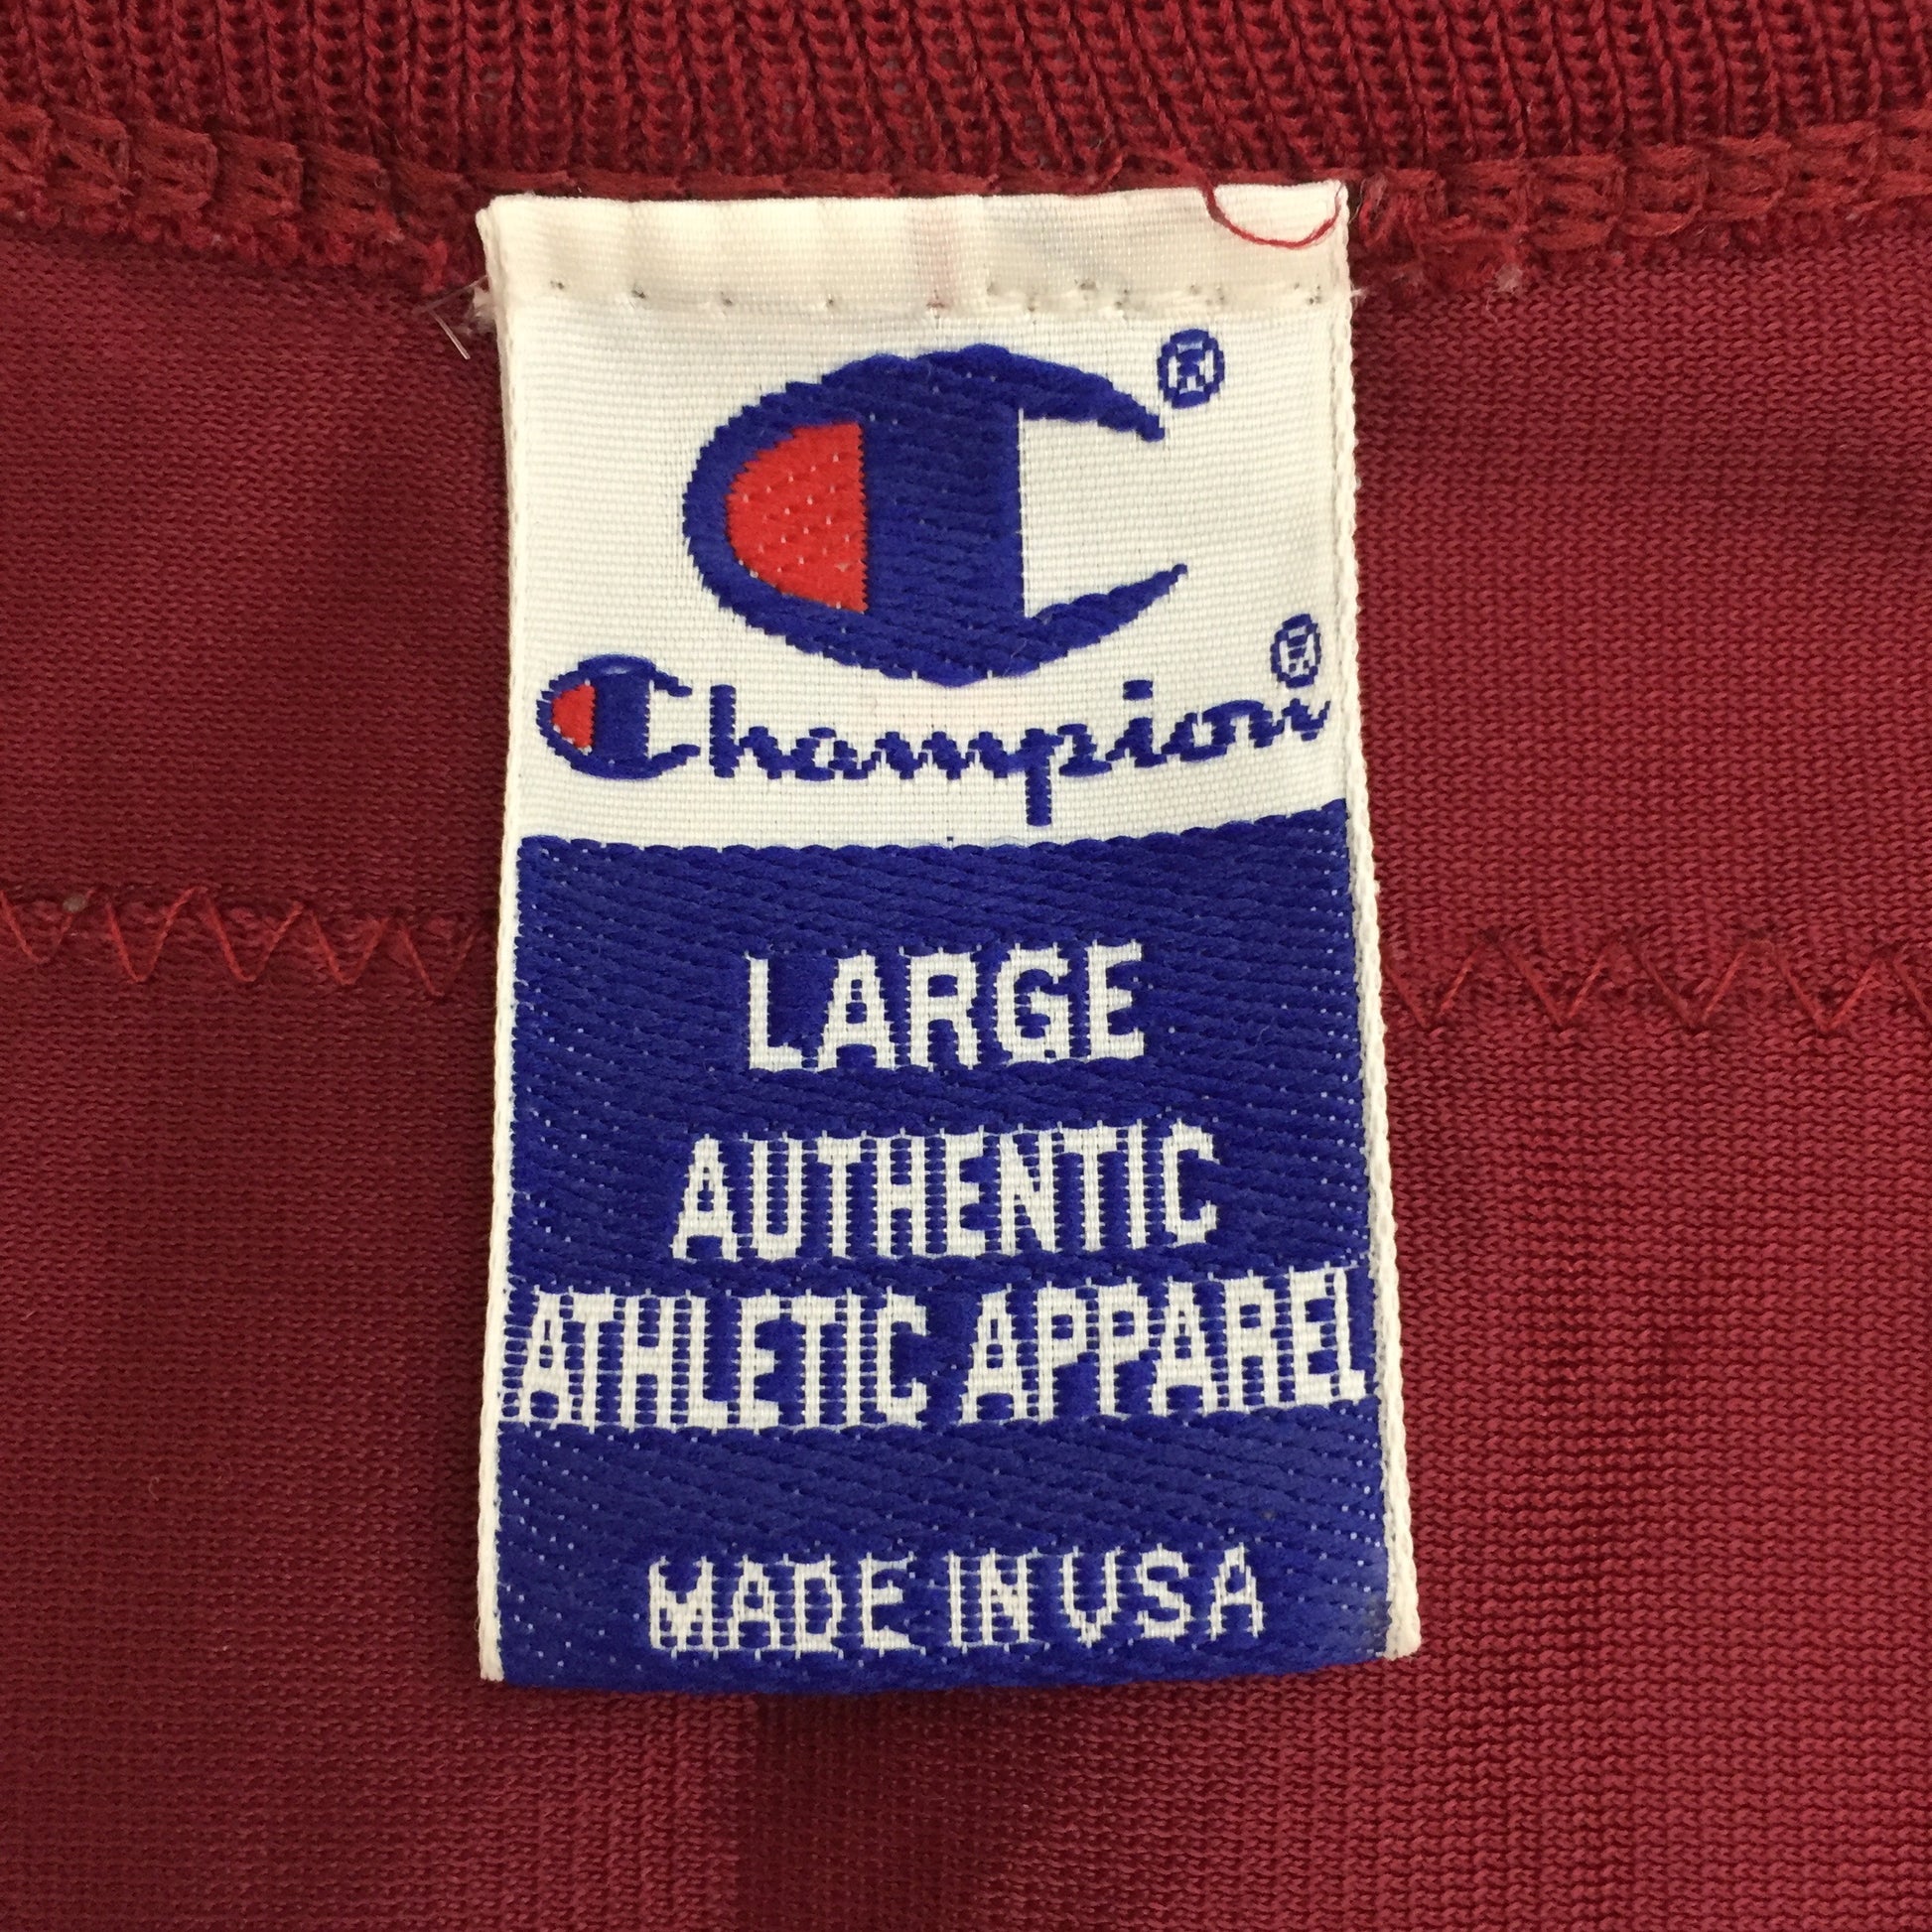 C®
Champion®
LARGE
AUTHENTIC
ATHLETIC APPAREL
MADE IN USA